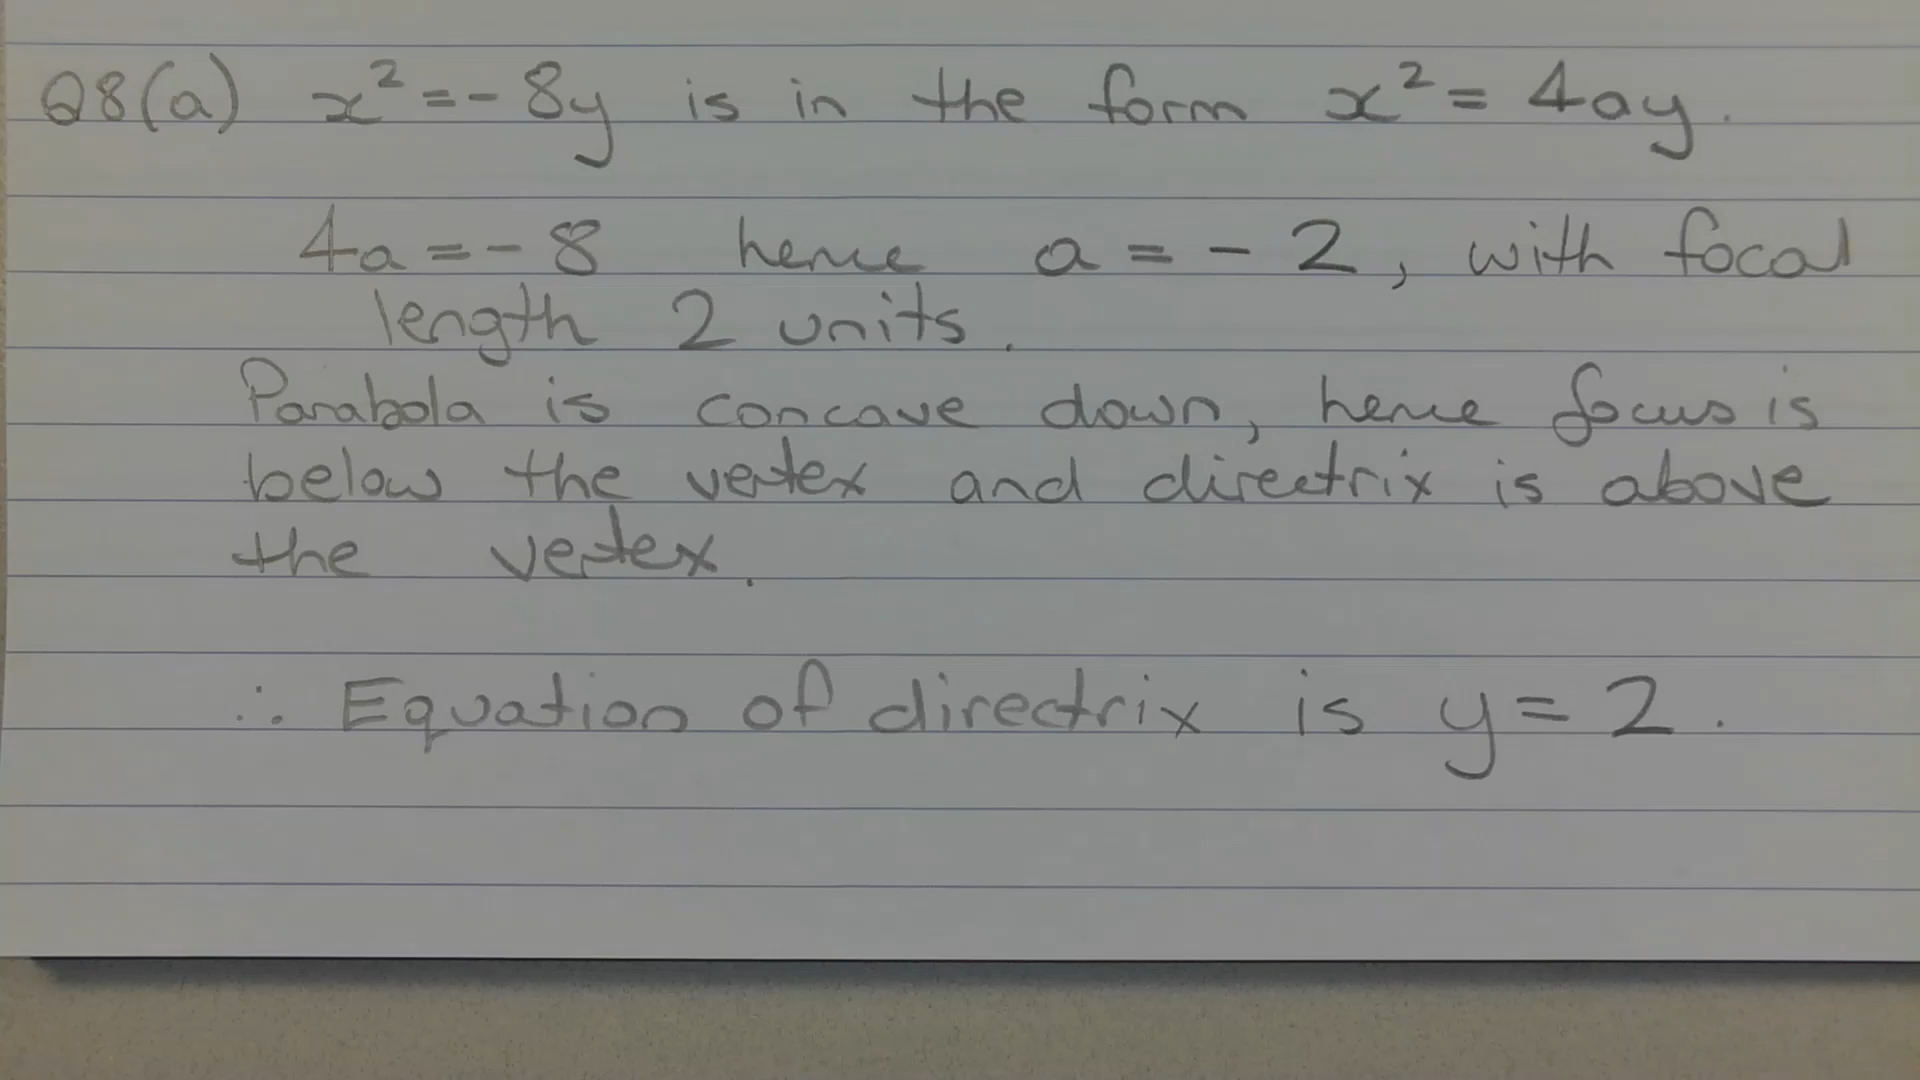 Q8(a) x² = -8y is in the form x² = 4ay.
4a = -8 hence a = -2, with focal
length 2 units.
Parabola is concave down, hence focus is
below the vertex and directrix is above
the vertex.
∴ Equation of directrix is y = 2.